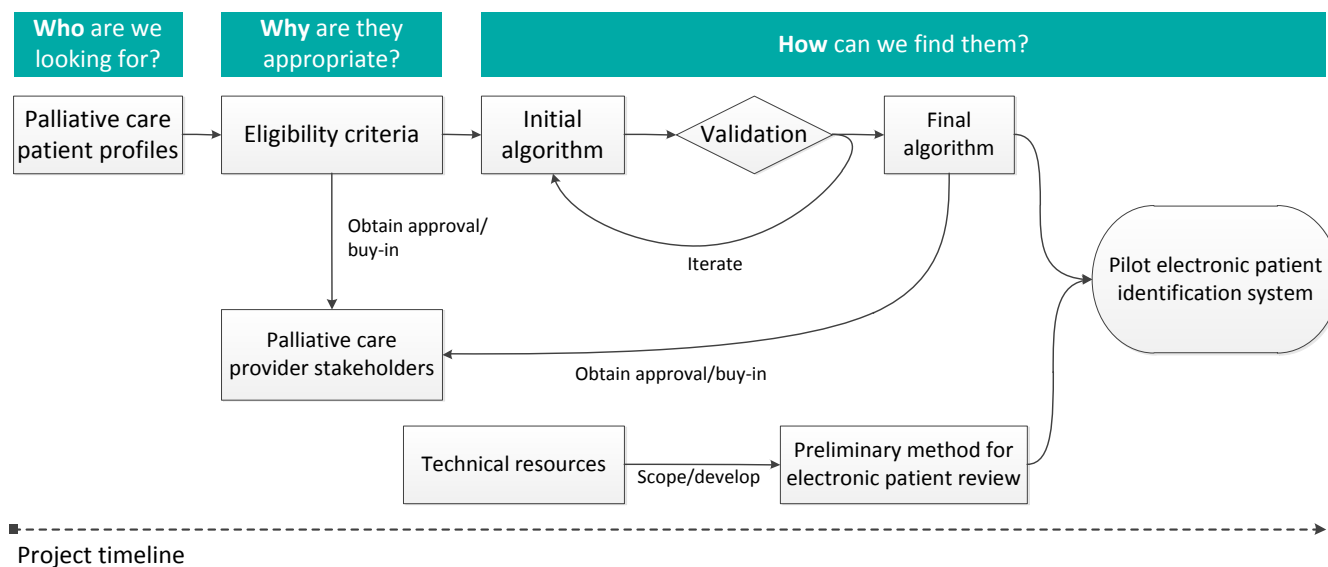 Who are we
looking for?
Why are they
appropriate?
How can we find them?
Palliative care
patient profiles
Eligibility criteria
Initial
algorithm
Validation
Final
algorithm
Obtain approval/
buy-in
Iterate
Pilot electronic patient
identification system
Palliative care
provider stakeholders
Obtain approval/buy-in
Technical resources
Scope/develop
Preliminary method for
electronic patient review
Project timeline